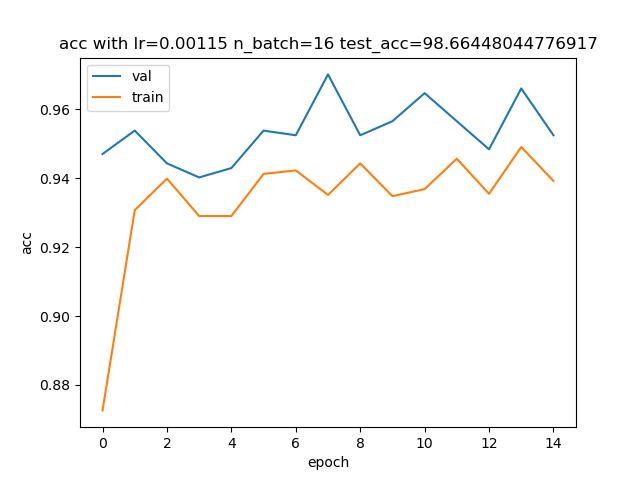 acc with lr=0.00115 n_batch=16 test_acc=98.66448044776917
val
train
0.96
0.94
0.92
0.90
0.88
acc
0 2 4 6 8 10 12 14
epoch